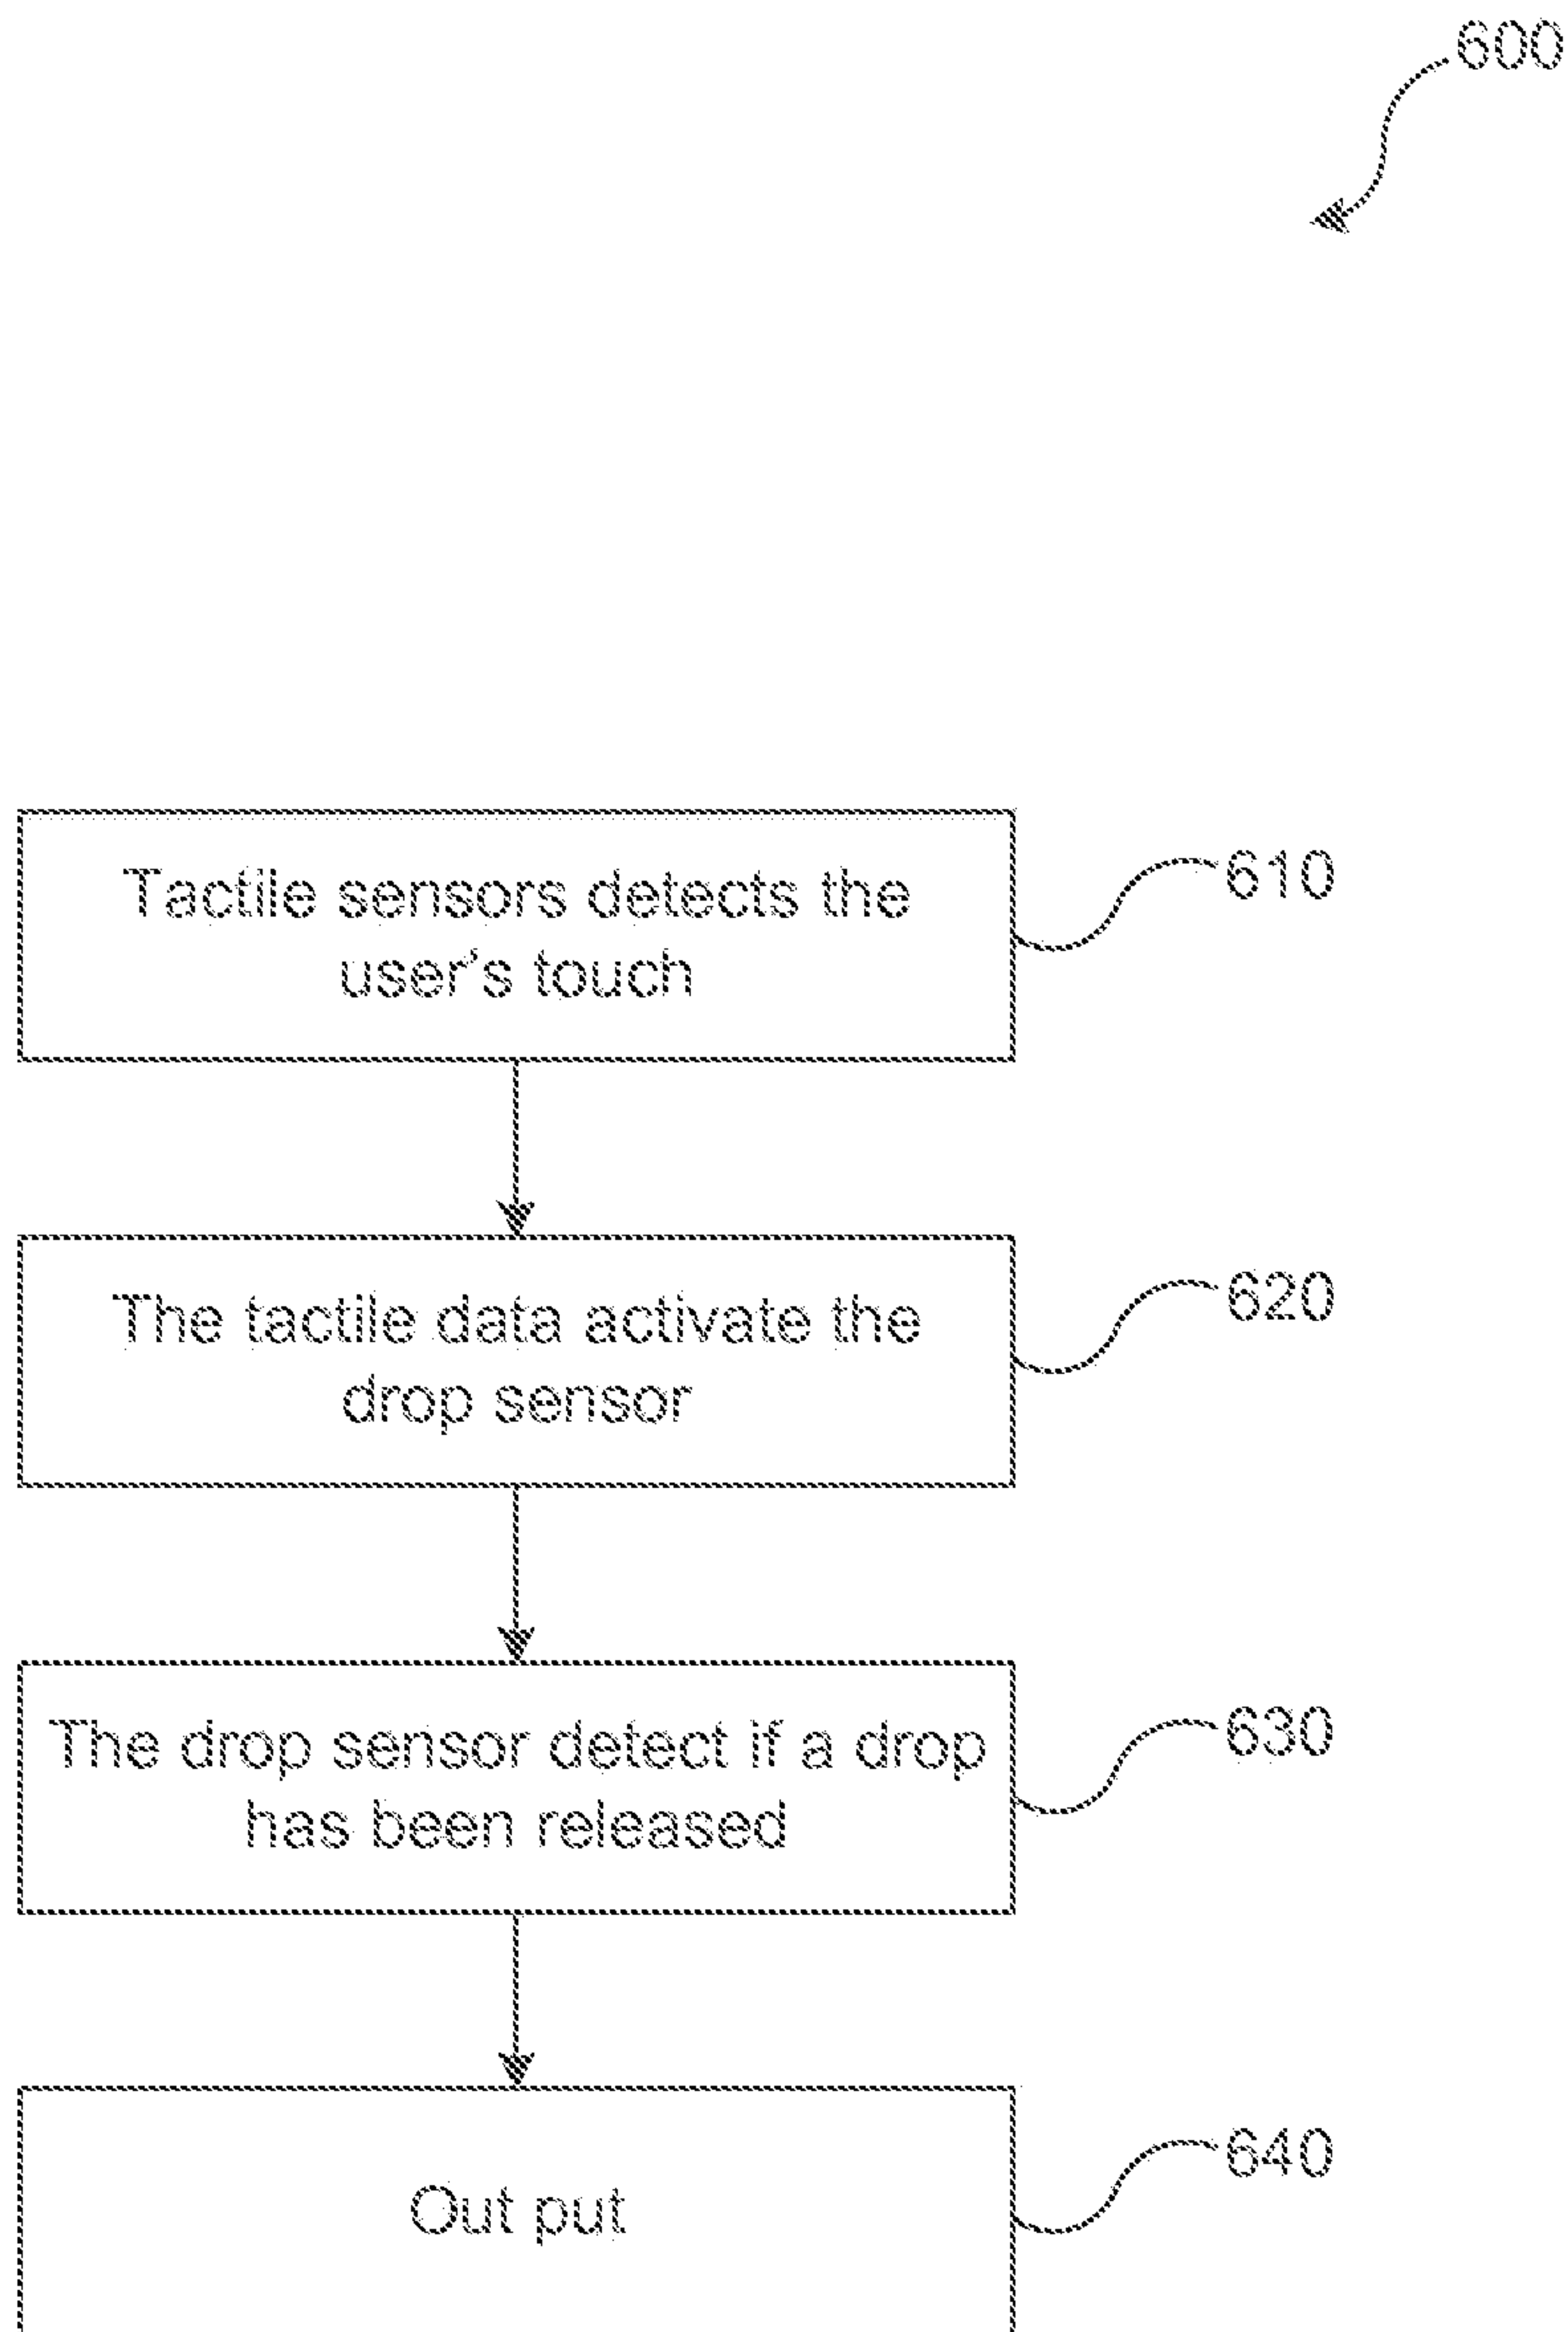 600
Tactile sensors detects the
user's touch
610
The tactile data activate the
drop sensor
620
The drop sensor detect if a drop
has been released
630
Out put
640